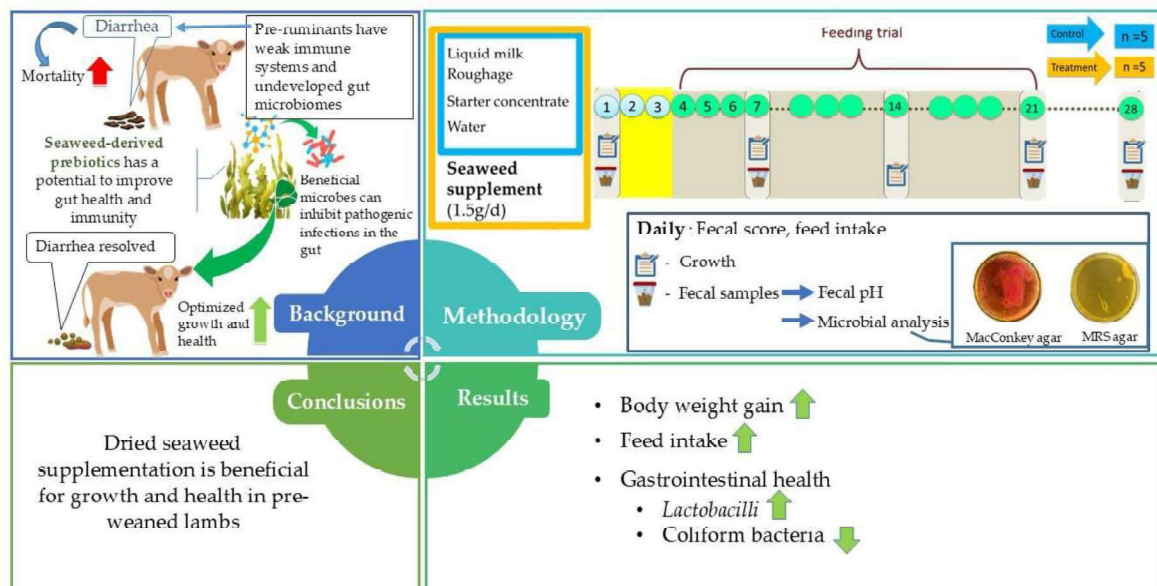 Diarrhea
Mortality
Pre-ruminants have
weak immune
systems and
undeveloped gut
microbiomes
Seaweed-derived
prebiotics has a
potential to improve
gut health and
immunity
Beneficial
microbes can
inhibit pathogenic
infections in the
gut
Diarrhea resolved
Optimized
growth and
health
Background
Liquid milk
Roughage
Starter concentrate
Water
Seaweed
supplement
(1.5g/d)
Feeding trial
Control
n =5
Treatment
n =5
1 2 3 4 5 6 7 14 21 28
Daily : Fecal score, feed intake
- Growth
- Fecal samples
Fecal pH
Microbial analysis
MacConkey agar
MRS agar
Methodology
Conclusions
Dried seaweed
supplementation is beneficial
for growth and health in pre-
weaned lambs
Results
• Body weight gain
• Feed intake
• Gastrointestinal health
• Lactobacilli
• Coliform bacteria